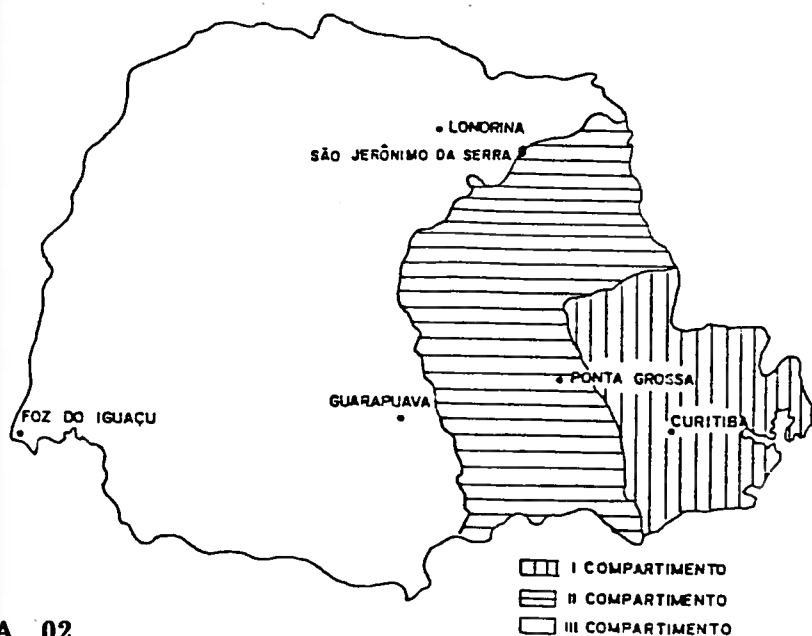 LONDRINA
SÃO JERÔNIMO DA SERRA
PONTA GROSSA
GUARAPUAVA
FOZ DO IGUAÇU
CURITIBA
I COMPARTIMENTO
II COMPARTIMENTO
III COMPARTIMENTO
A 02